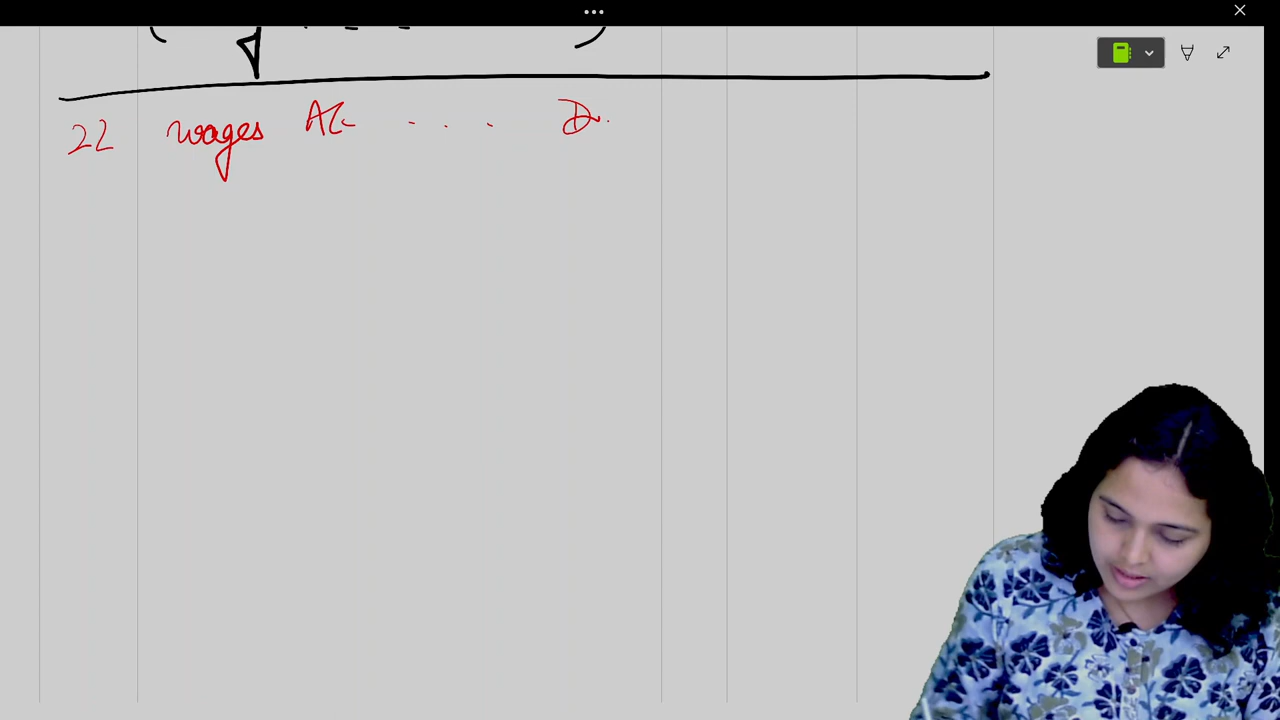 22 wages A/c . . . Dr.